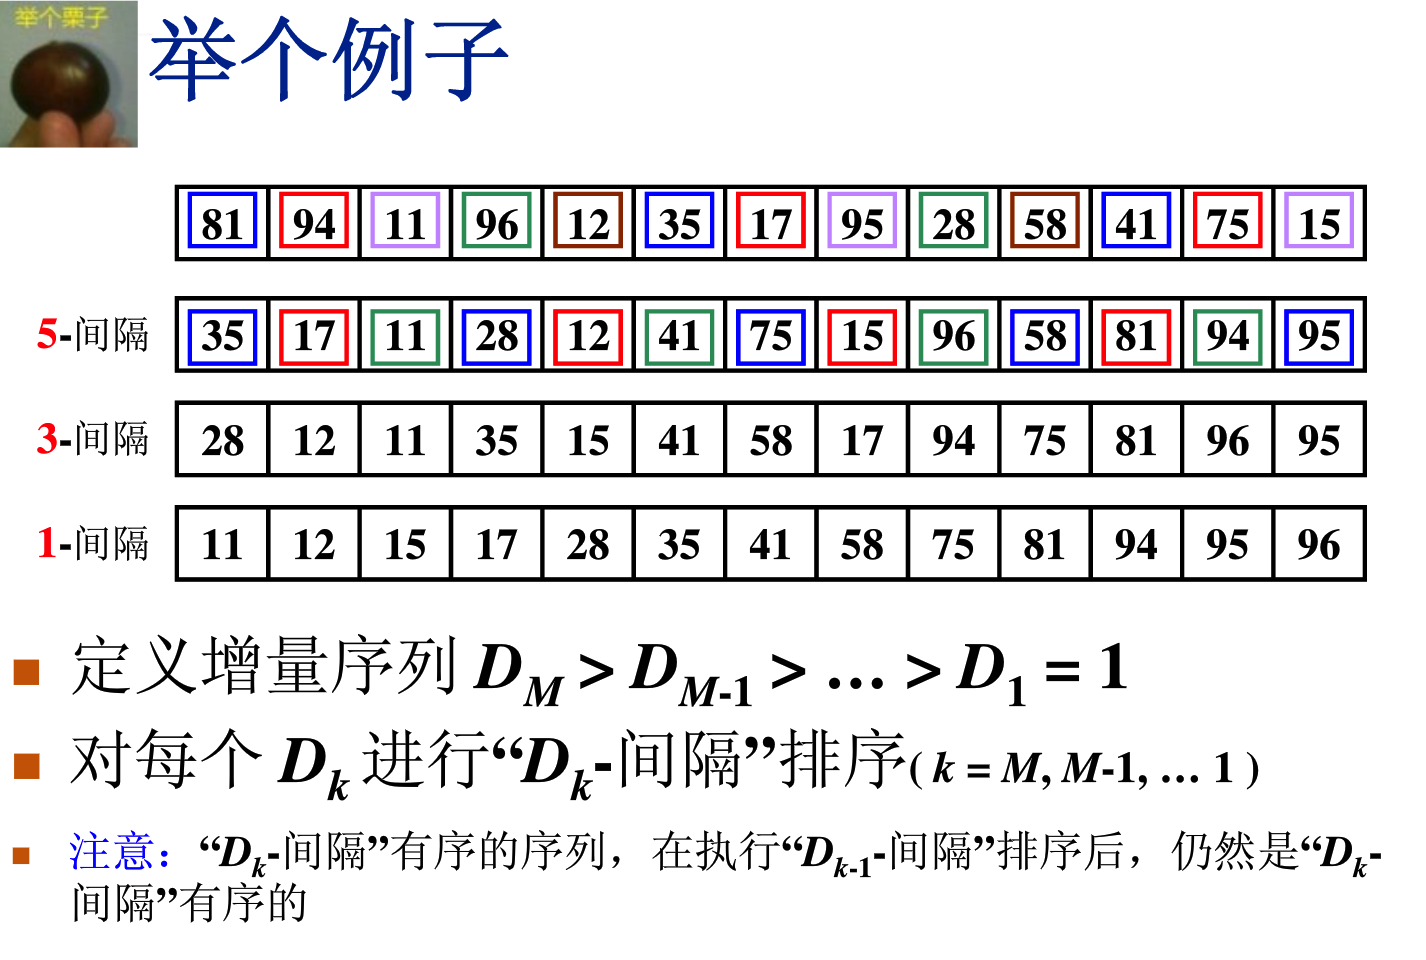 举个栗子
举个例子
81 94 11 96 12 35 17 95 28 58 41 75 15
5-间隔 35 17 11 28 12 41 75 15 96 58 81 94 95
3-间隔 28 12 11 35 15 41 58 17 94 75 81 96 95
1-间隔 11 12 15 17 28 35 41 58 75 81 94 95 96
■ 定义增量序列 D_M > D_{M-1} > … > D_1 = 1
■ 对每个 D_k 进行“D_k-间隔”排序( k = M, M-1, … 1 )
■ 注意：“D_k-间隔”有序的序列，在执行“D_{k-1}-间隔”排序后，仍然是“D_k-
间隔”有序的